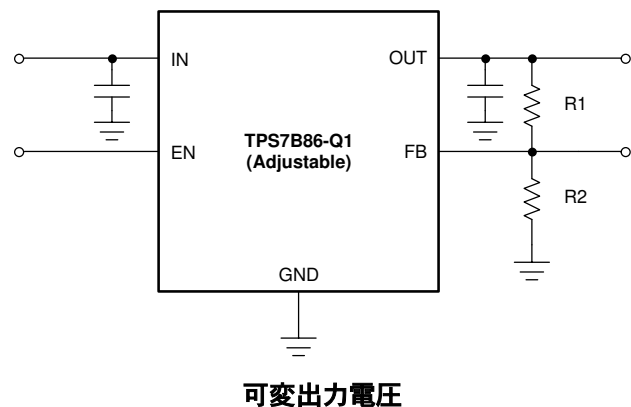 IN
OUT
R1
TPS7B86-Q1
(Adjustable)
EN
FB
R2
GND
可変出力電圧